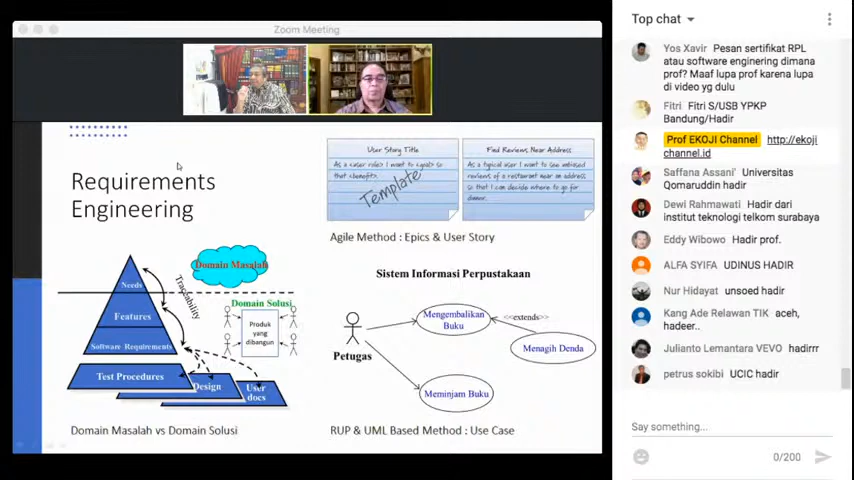 Zoom Meeting
Requirements
Engineering
User Story Title
As a <user role> I want to <goal> so
that <benefit>.
Template
Find Reviews Near Address
As a typical user I want to see unbiased
reviews of a restaurant near an address
so that I can decide where to go for
dinner.
Agile Method : Epics & User Story
Domain Masalah
Needs
Traceability
Features
Software Requirements
Domain Solusi
Produk
yang
dibangun
Test Procedures
Design
User
docs
Domain Masalah vs Domain Solusi
Sistem Informasi Perpustakaan
Petugas
Mengembalikan
Buku
<<extends>
Menagih Denda
Meminjam Buku
RUP & UML Based Method : Use Case
Top chat
Yos Xavir Pesan sertifikat RPL
atau software enginering dimana
prof? Maaf lupa prof karena lupa
di video yg dulu
Fitri Fitri S/USB YPKP
Bandung/Hadir
Prof EKOJI Channel http://ekoji
channel.id
Saffana Assani' Universitas
Qomaruddin hadir
Dewi Rahmawati Hadir dari
institut teknologi telkom surabaya
Eddy Wibowo Hadir prof.
ALFA SYIFA UDINUS HADIR
Nur Hidayat unsoed hadir
Kang Ade Relawan TIK aceh,
hadeer..
Julianto Lemantara VEVO hadirrr
petrus sokibi UCIC hadir
Say something...
0/200